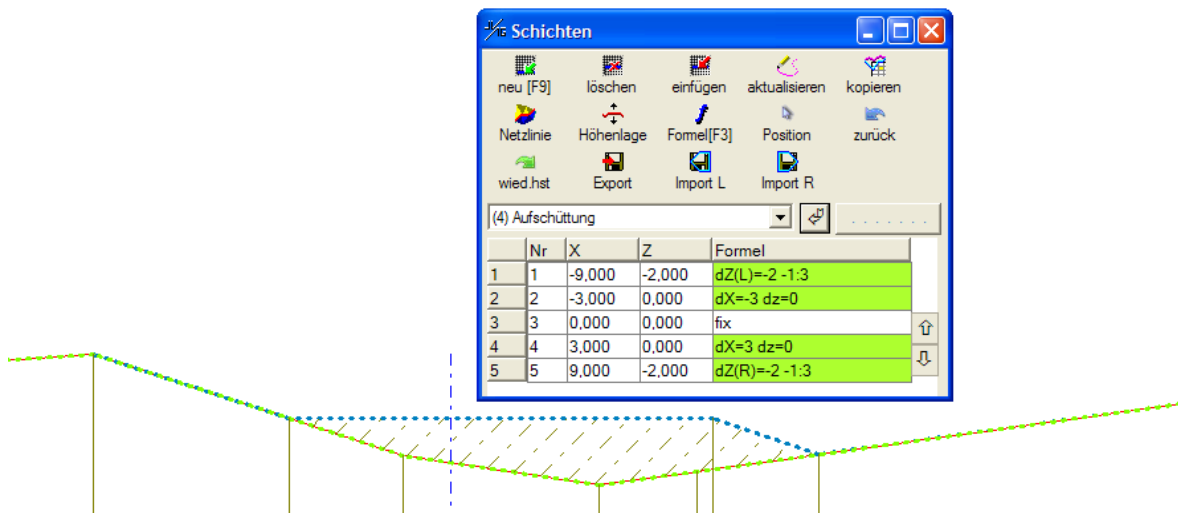 Schichten
neu [F9] löschen einfügen aktualisieren kopieren
Netzlinie Höhenlage Formel[F3] Position zurück
wied.hst Export Import L Import R
(4) Aufschüttung
Nr X Z Formel
1 1 -9,000 -2,000 dZ(L)=-2 -1:3
2 2 -3,000 0,000 dX=-3 dz=0
3 3 0,000 0,000 fix
4 4 3,000 0,000 dX=3 dz=0
5 5 9,000 -2,000 dZ(R)=-2 -1:3